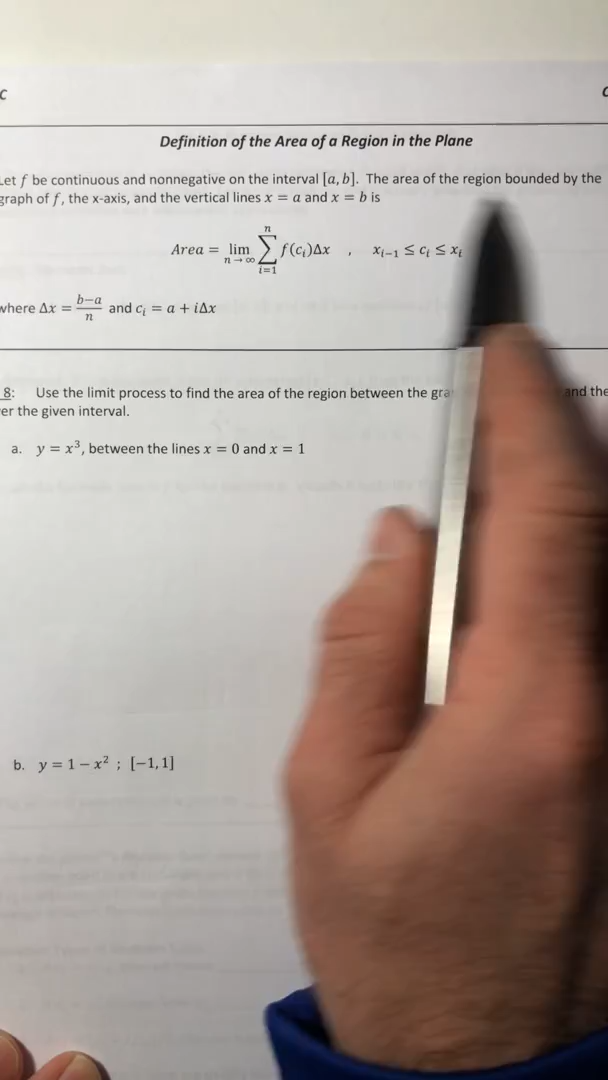 C
Definition of the Area of a Region in the Plane
Let f be continuous and nonnegative on the interval [a, b]. The area of the region bounded by the
graph of f, the x-axis, and the vertical lines x = a and x = b is
Area = lim n→∞ ∑ i=1 n f(cᵢ)Δx , xᵢ₋₁ ≤ cᵢ ≤ xᵢ
where Δx = b−a/n and cᵢ = a + iΔx
8: Use the limit process to find the area of the region between the and the
er the given interval.
a. y = x³, between the lines x = 0 and x = 1
b. y = 1 − x² ; [−1,1]